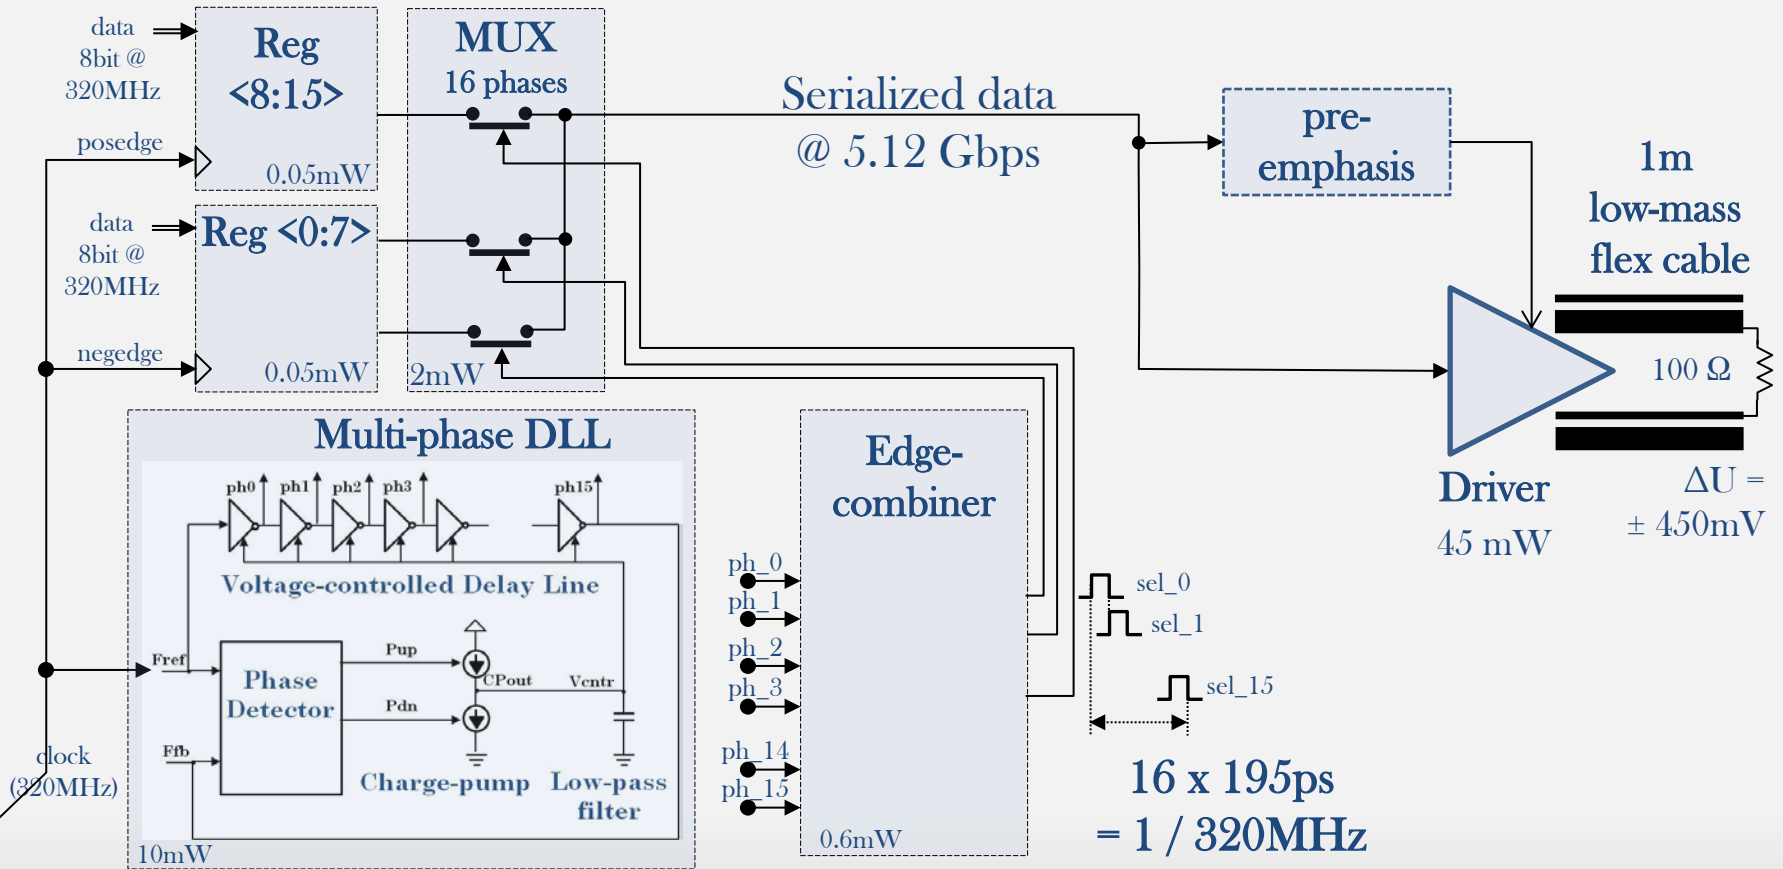 data
8bit @
320MHz
posedge
Reg
<8:15>
0.05mW
data
8bit @
320MHz
negedge
Reg <0:7>
0.05mW
MUX
16 phases
2mW
Serialized data
@ 5.12 Gbps
pre-
emphasis
1m
low-mass
flex cable
100 Ω
Driver
45 mW
ΔU =
± 450mV
Multi-phase DLL
ph0
ph1
ph2
ph3
ph15
Voltage-controlled Delay Line
Fref
Phase
Detector
Pup
CPout
Vcntr
Pdn
Ffb
Charge-pump
Low-pass
filter
10mW
clock
(320MHz)
Edge-
combiner
ph_0
ph_1
ph_2
ph_3
ph_14
ph_15
0.6mW
sel_0
sel_1
sel_15
16 x 195ps
= 1 / 320MHz